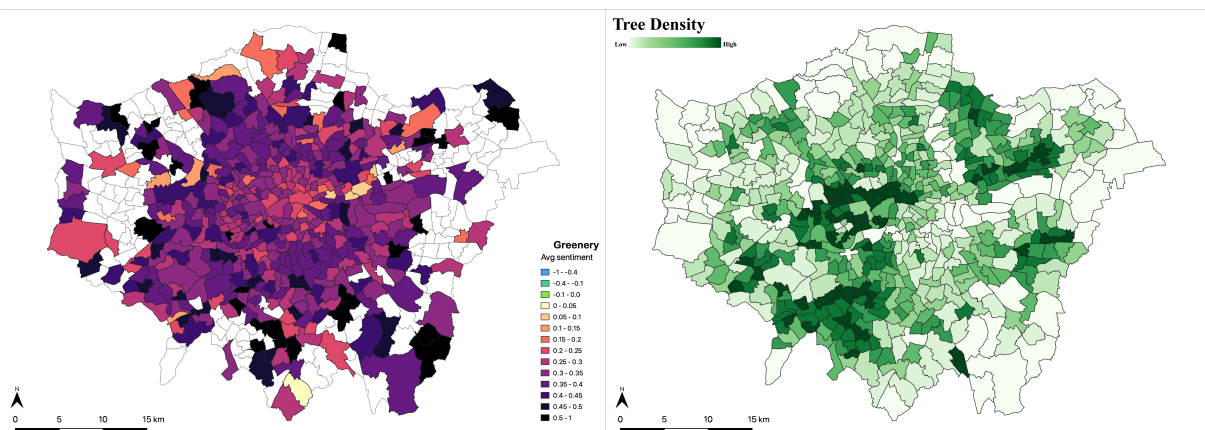 Tree Density
Low High
Greenery
Avg sentiment
-1 - -0.4
-0.4 - -0.1
-0.1 - 0.0
0 - 0.05
0.05 - 0.1
0.1 - 0.15
0.15 - 0.2
0.2 - 0.25
0.25 - 0.3
0.3 - 0.35
0.35 - 0.4
0.4 - 0.45
0.45 - 0.5
0.5 - 1
N
0 5 10 15 km
N
0 5 10 15 km